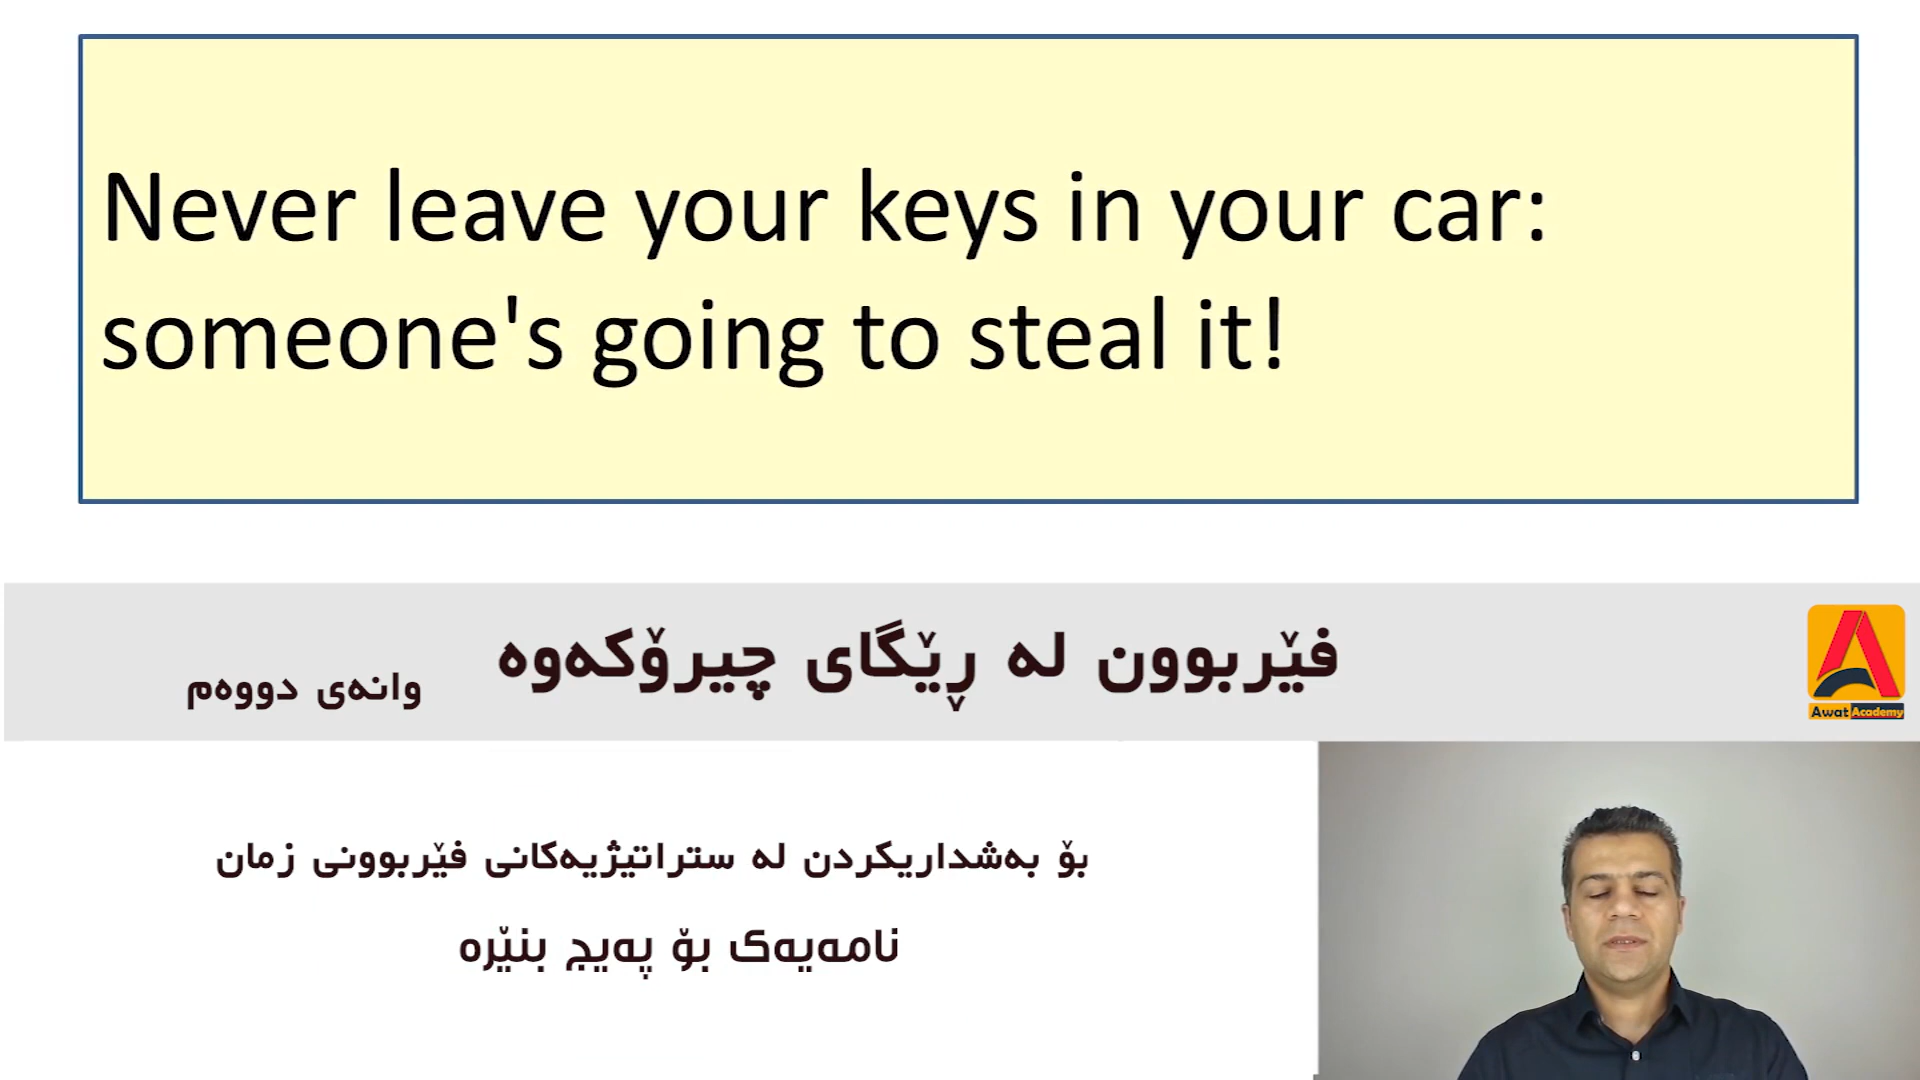 Never leave your keys in your car:
someone's going to steal it!
فێربوون لە ڕێگای چیرۆکەوە
وانەی دووەم
Awat Academy
بۆ بەشداریکردن لە ستراتیژیەکانی فێربوونی زمان
نامەیەک بۆ پەیج بنێرە